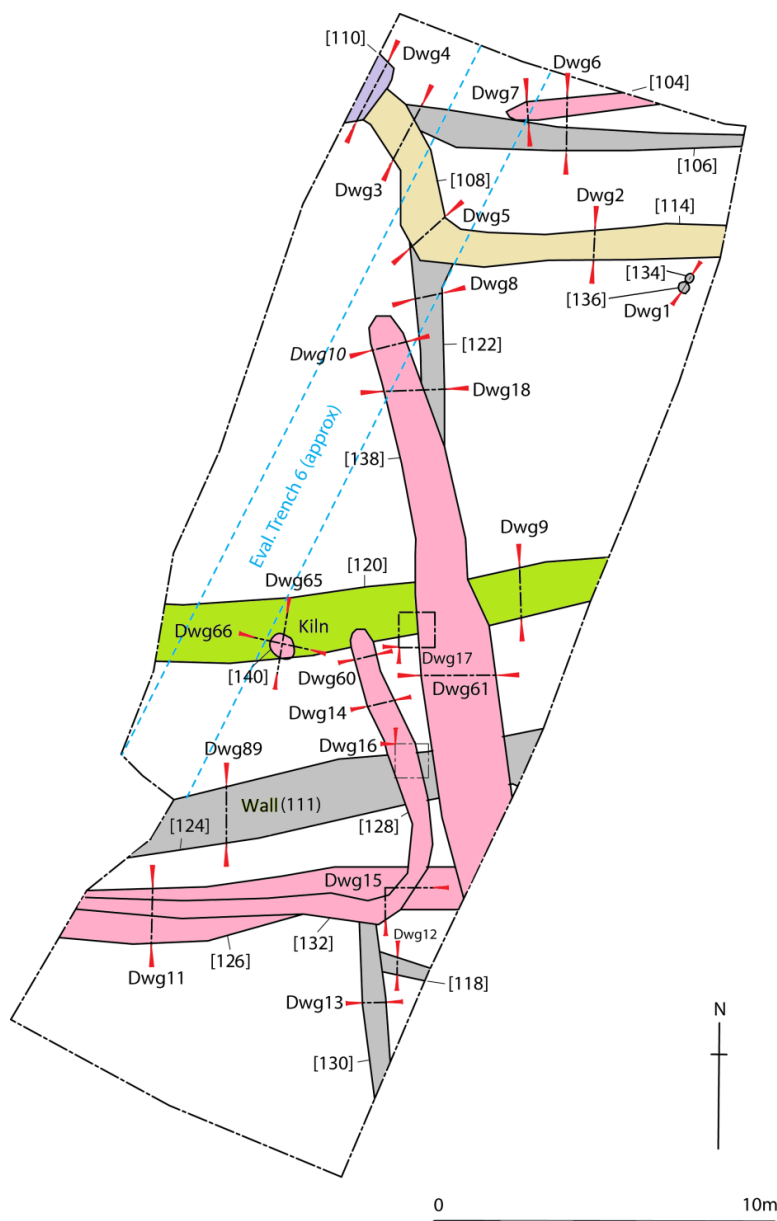 [110]
Dwg4
Dwg6
Dwg7
[104]
[106]
Dwg3
[108]
Dwg2
[114]
Dwg5
[134]
[136]
Dwg1
Dwg8
Dwg10
[122]
Dwg18
[138]
Eval. Trench 6 (approx)
Dwg9
[120]
Dwg65
Kiln
Dwg66
[140]
Dwg60
Dwg17
Dwg61
Dwg14
Dwg16
Dwg89
Wall (111)
[124]
[128]
Dwg15
[132]
[126]
Dwg11
Dwg12
[118]
Dwg13
[130]
N
0
10m